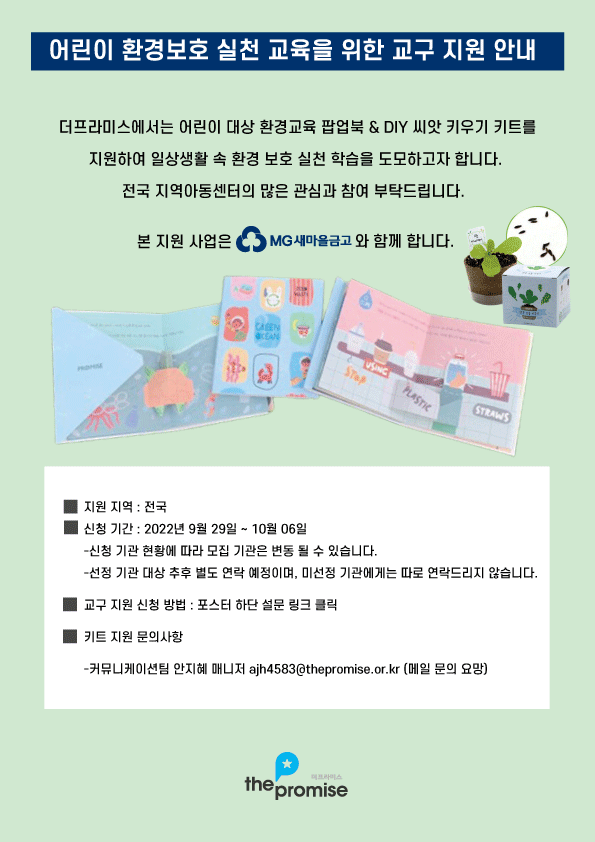 어린이 환경보호 실천 교육을 위한 교구 지원 안내
더프라미스에서는 어린이 대상 환경교육 팝업북 & DIY 씨앗 키우기 키트를
지원하여 일상생활 속 환경 보호 실천 학습을 도모하고자 합니다.
전국 지역아동센터의 많은 관심과 참여 부탁드립니다.
본 지원 사업은 MG새마을금고 와 함께 합니다.
PROMISE
GREEN
OCEAN
STOP
USING
PLASTIC
STRAWS
■ 지원 지역 : 전국
■ 신청 기간 : 2022년 9월 29일 ~ 10월 06일
-신청 기관 현황에 따라 모집 기관은 변동 될 수 있습니다.
-선정 기관 대상 추후 별도 연락 예정이며, 미선정 기관에게는 따로 연락드리지 않습니다.
■ 교구 지원 신청 방법 : 포스터 하단 설문 링크 클릭
■ 키트 지원 문의사항
-커뮤니케이션팀 안지혜 매니저 ajh4583@thepromise.or.kr (메일 문의 요망)
더프라미스
the promise